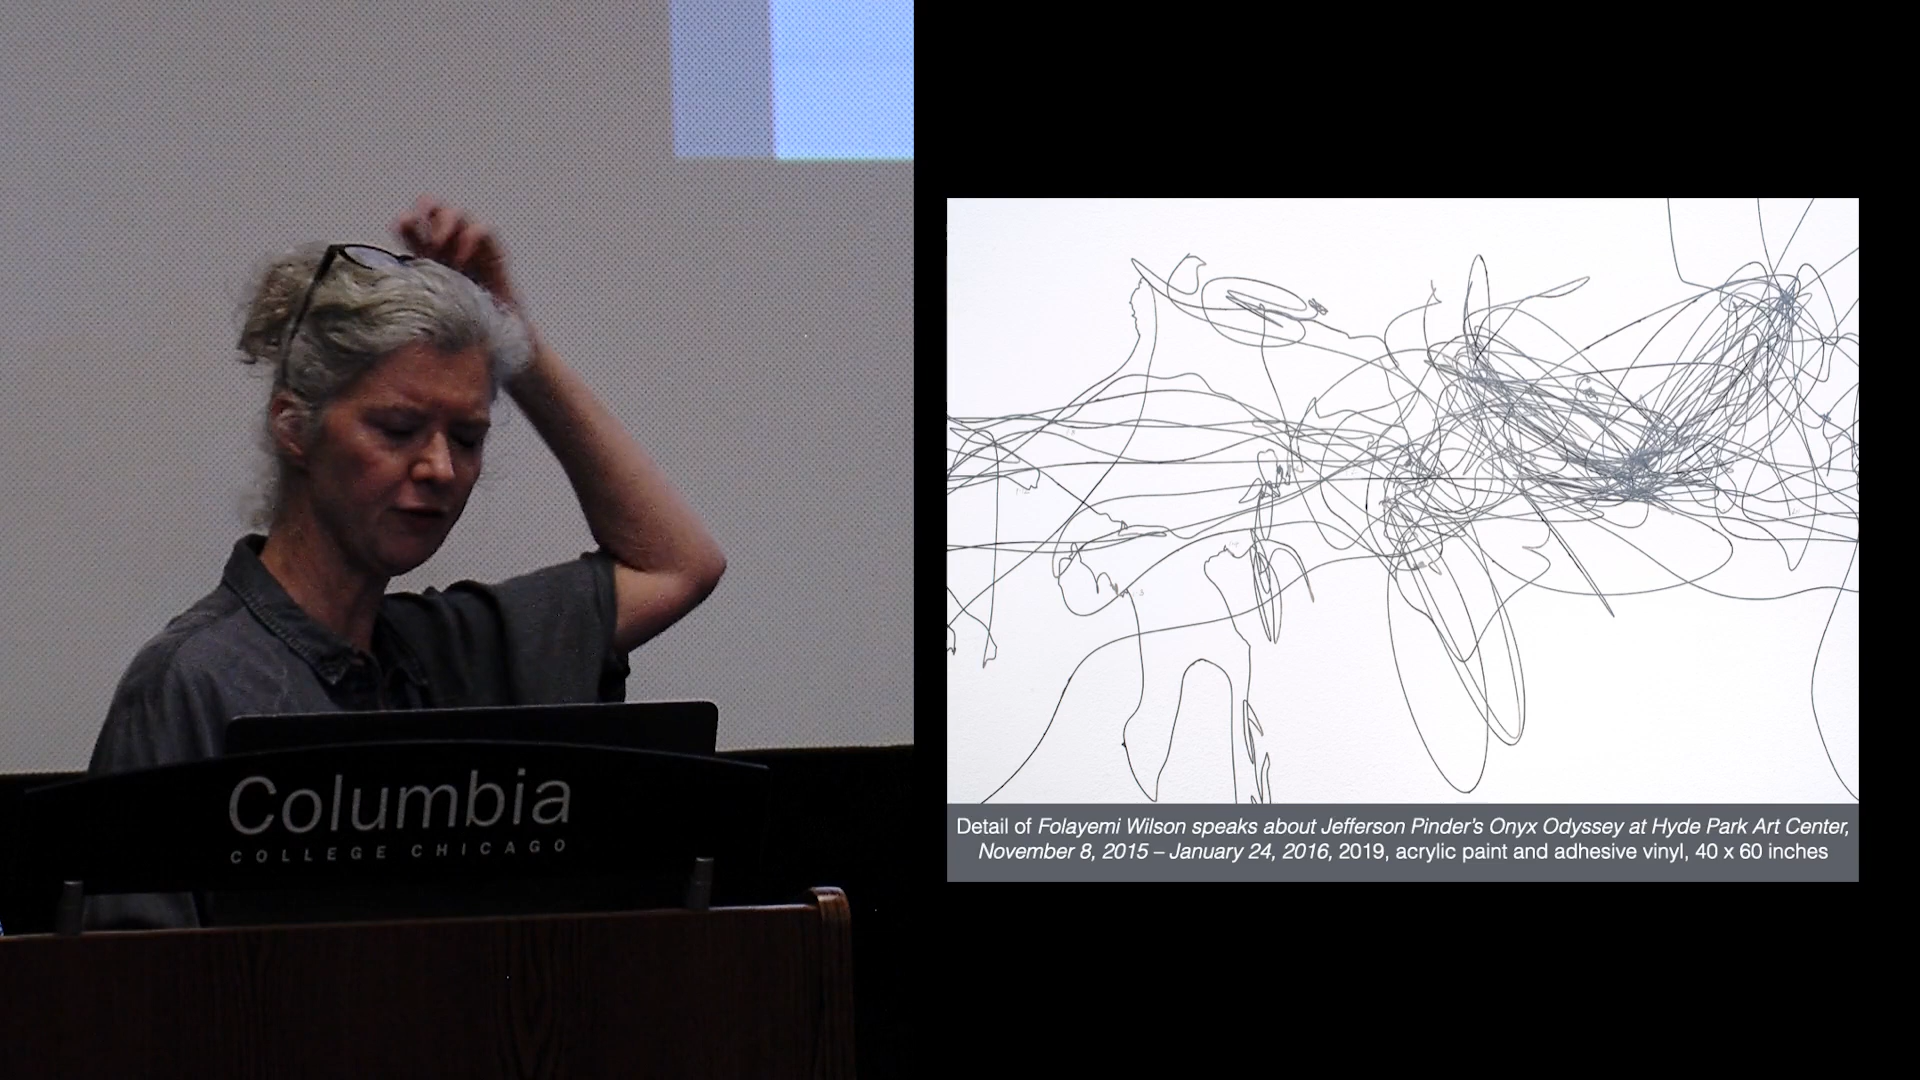 Columbia
COLLEGE CHICAGO
Detail of Folayemi Wilson speaks about Jefferson Pinder's Onyx Odyssey at Hyde Park Art Center,
November 8, 2015 – January 24, 2016, 2019, acrylic paint and adhesive vinyl, 40 x 60 inches